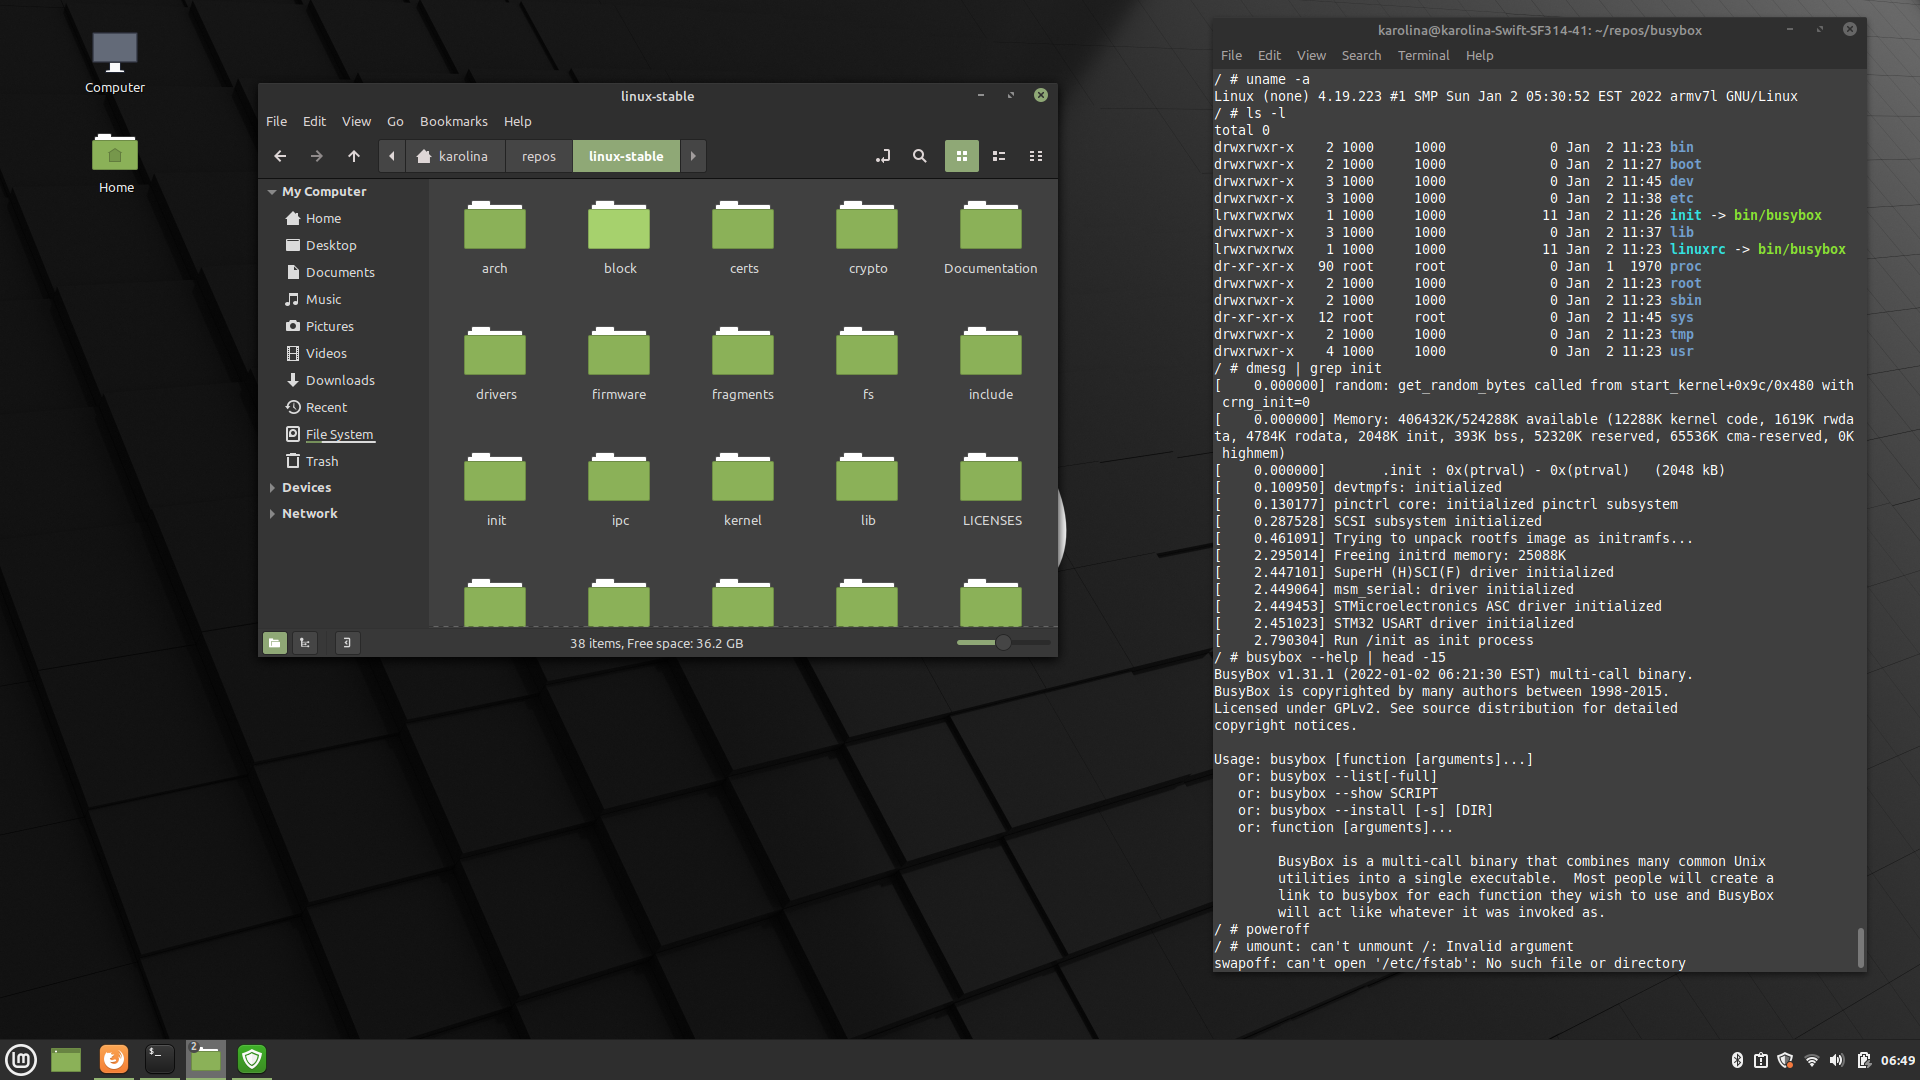 Computer
Home
linux-stable
File Edit View Go Bookmarks Help
karolina repos linux-stable
My Computer
Home
Desktop
Documents
Music
Pictures
Videos
Downloads
Recent
File System
Trash
Devices
Network
arch block certs crypto Documentation
drivers firmware fragments fs include
init ipc kernel lib LICENSES
38 items, Free space: 36.2 GB
karolina@karolina-Swift-SF314-41: ~/repos/busybox
File Edit View Search Terminal Help
/ # uname -a
Linux (none) 4.19.223 #1 SMP Sun Jan 2 05:30:52 EST 2022 armv7l GNU/Linux
/ # ls -l
total 0
drwxrwxr-x    2 1000     1000             0 Jan  2 11:23 bin
drwxrwxr-x    2 1000     1000             0 Jan  2 11:27 boot
drwxrwxr-x    3 1000     1000             0 Jan  2 11:45 dev
drwxrwxr-x    3 1000     1000             0 Jan  2 11:38 etc
lrwxrwxrwx    1 1000     1000            11 Jan  2 11:26 init -> bin/busybox
drwxrwxr-x    3 1000     1000             0 Jan  2 11:37 lib
lrwxrwxrwx    1 1000     1000            11 Jan  2 11:23 linuxrc -> bin/busybox
dr-xr-xr-x   90 root     root             0 Jan  1  1970 proc
drwxrwxr-x    2 1000     1000             0 Jan  2 11:23 root
drwxrwxr-x    2 1000     1000             0 Jan  2 11:23 sbin
dr-xr-xr-x   12 root     root             0 Jan  2 11:45 sys
drwxrwxr-x    2 1000     1000             0 Jan  2 11:23 tmp
drwxrwxr-x    4 1000     1000             0 Jan  2 11:23 usr
/ # dmesg | grep init
[    0.000000] random: get_random_bytes called from start_kernel+0x9c/0x480 with
 crng_init=0
[    0.000000] Memory: 406432K/524288K available (12288K kernel code, 1619K rwda
ta, 4784K rodata, 2048K init, 393K bss, 52320K reserved, 65536K cma-reserved, 0K
 highmem)
[    0.000000]       .init : 0x(ptrval) - 0x(ptrval)   (2048 kB)
[    0.100950] devtmpfs: initialized
[    0.130177] pinctrl core: initialized pinctrl subsystem
[    0.287528] SCSI subsystem initialized
[    0.461091] Trying to unpack rootfs image as initramfs...
[    2.295014] Freeing initrd memory: 25088K
[    2.447101] SuperH (H)SCI(F) driver initialized
[    2.449064] msm_serial: driver initialized
[    2.449453] STMicroelectronics ASC driver initialized
[    2.451023] STM32 USART driver initialized
[    2.790304] Run /init as init process
/ # busybox --help | head -15
BusyBox v1.31.1 (2022-01-02 06:21:30 EST) multi-call binary.
BusyBox is copyrighted by many authors between 1998-2015.
Licensed under GPLv2. See source distribution for detailed
copyright notices.
Usage: busybox [function [arguments]...]
   or: busybox --list[-full]
   or: busybox --show SCRIPT
   or: busybox --install [-s] [DIR]
   or: function [arguments]...
        BusyBox is a multi-call binary that combines many common Unix
        utilities into a single executable.  Most people will create a
        link to busybox for each function they wish to use and BusyBox
        will act like whatever it was invoked as.
/ # poweroff
/ # umount: can't unmount /: Invalid argument
swapoff: can't open '/etc/fstab': No such file or directory
$_
2
06:49